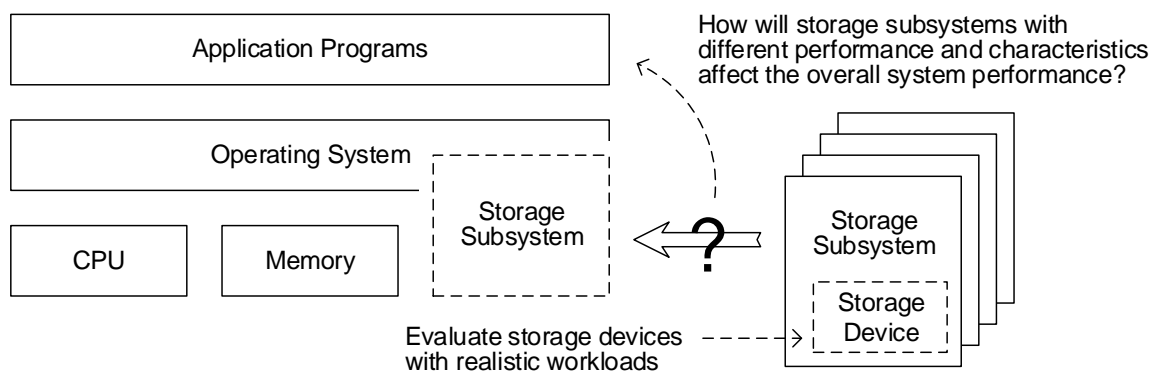 Application Programs
How will storage subsystems with
different performance and characteristics
affect the overall system performance?
Operating System
Storage
Subsystem
CPU
Memory
?
Storage
Subsystem
Storage
Device
Evaluate storage devices
with realistic workloads